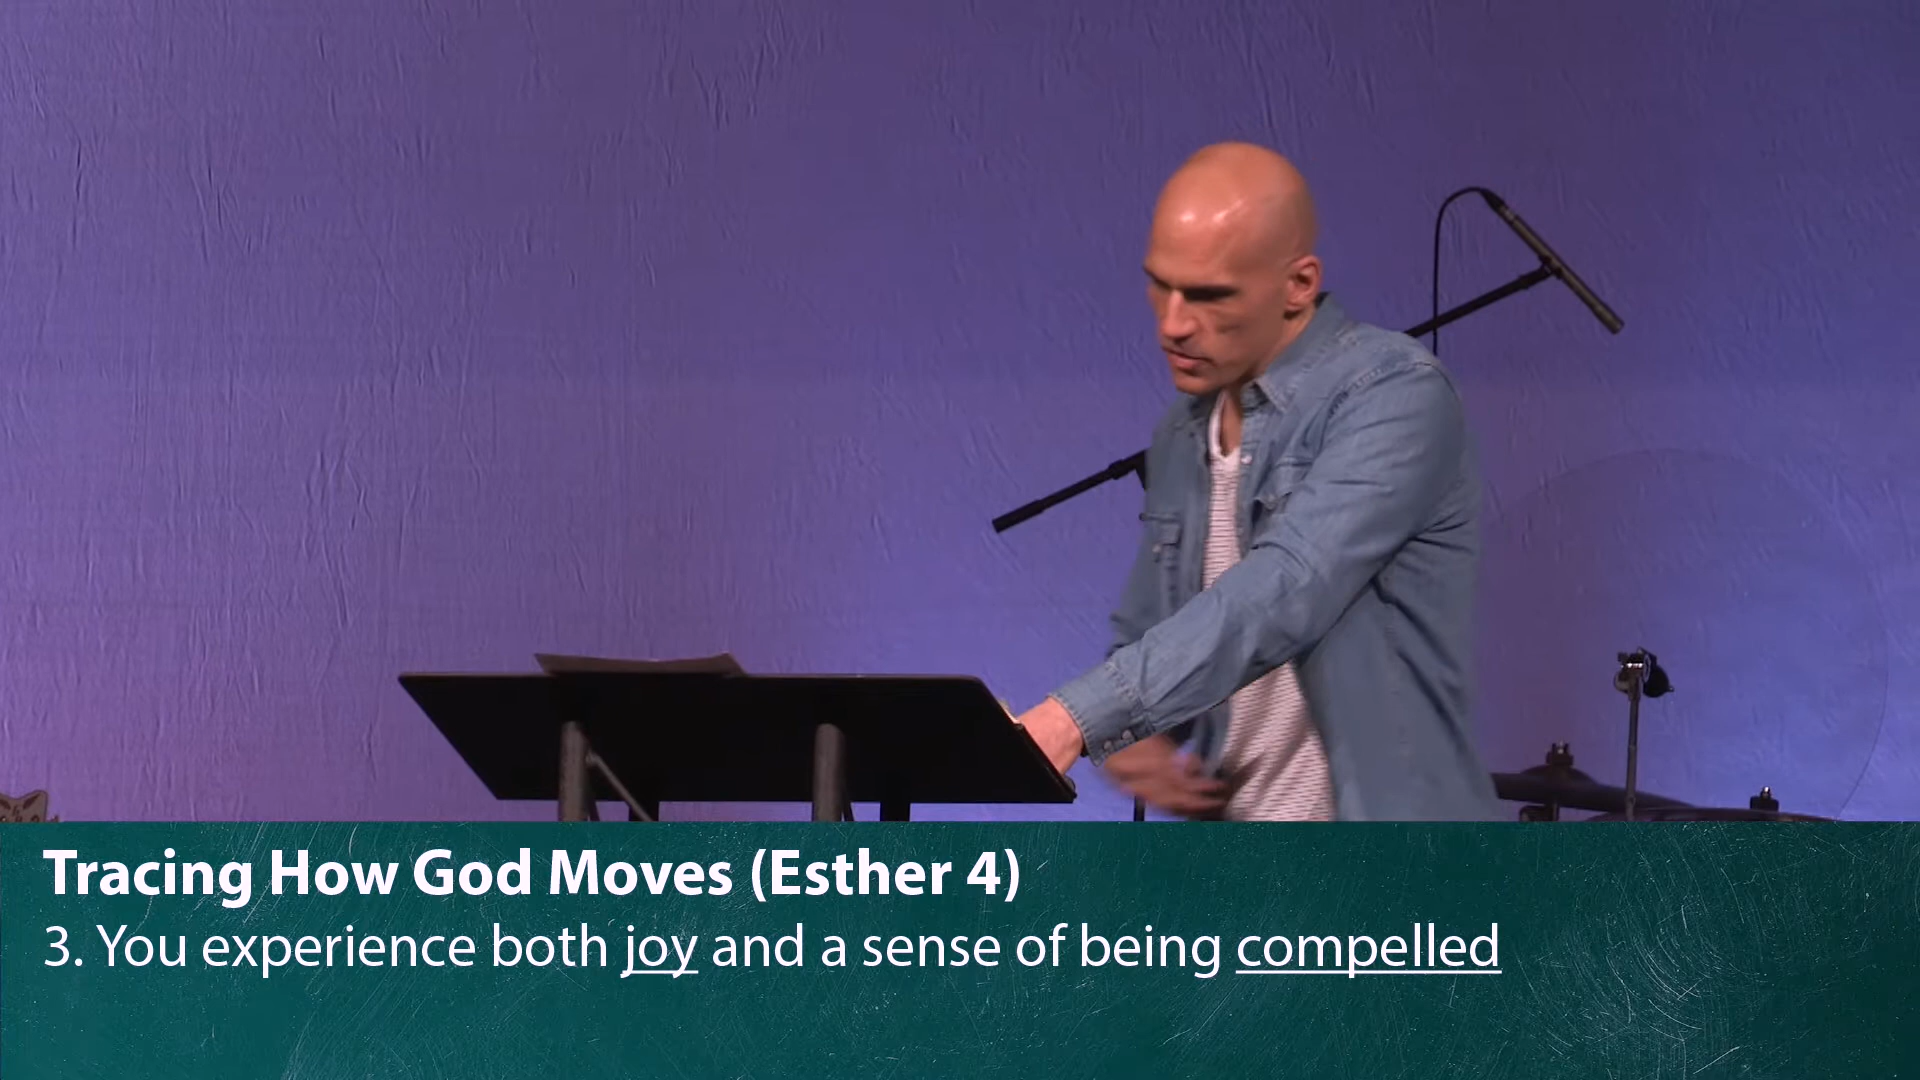 Tracing How God Moves (Esther 4)
3. You experience both joy and a sense of being compelled